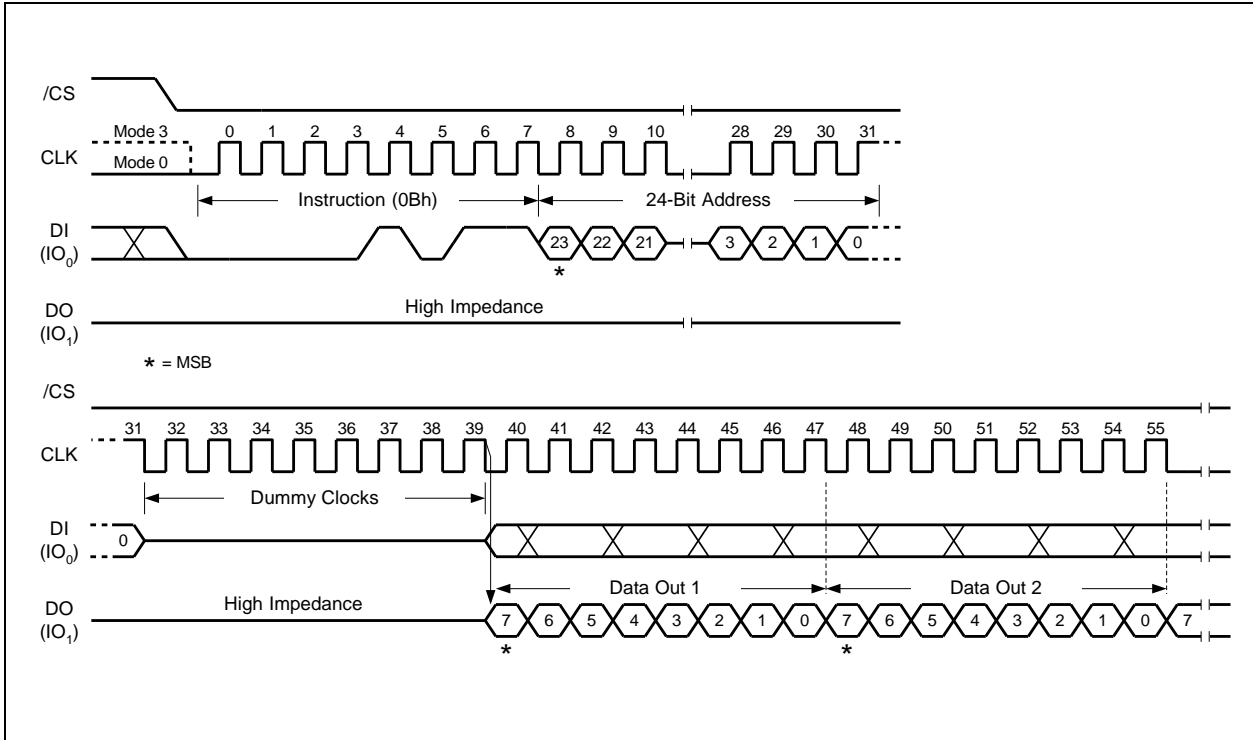 /CS
Mode 3 0 1 2 3 4 5 6 7 8 9 10 28 29 30 31
CLK
Mode 0
Instruction (0Bh) 24-Bit Address
DI
(IO0) 23 22 21 3 2 1 0
*
High Impedance
DO
(IO1)
* = MSB
/CS
31 32 33 34 35 36 37 38 39 40 41 42 43 44 45 46 47 48 49 50 51 52 53 54 55
CLK
Dummy Clocks
DI
(IO0) 0
Data Out 1 Data Out 2
High Impedance
DO
(IO1) 7 6 5 4 3 2 1 0 7 6 5 4 3 2 1 0 7
* *